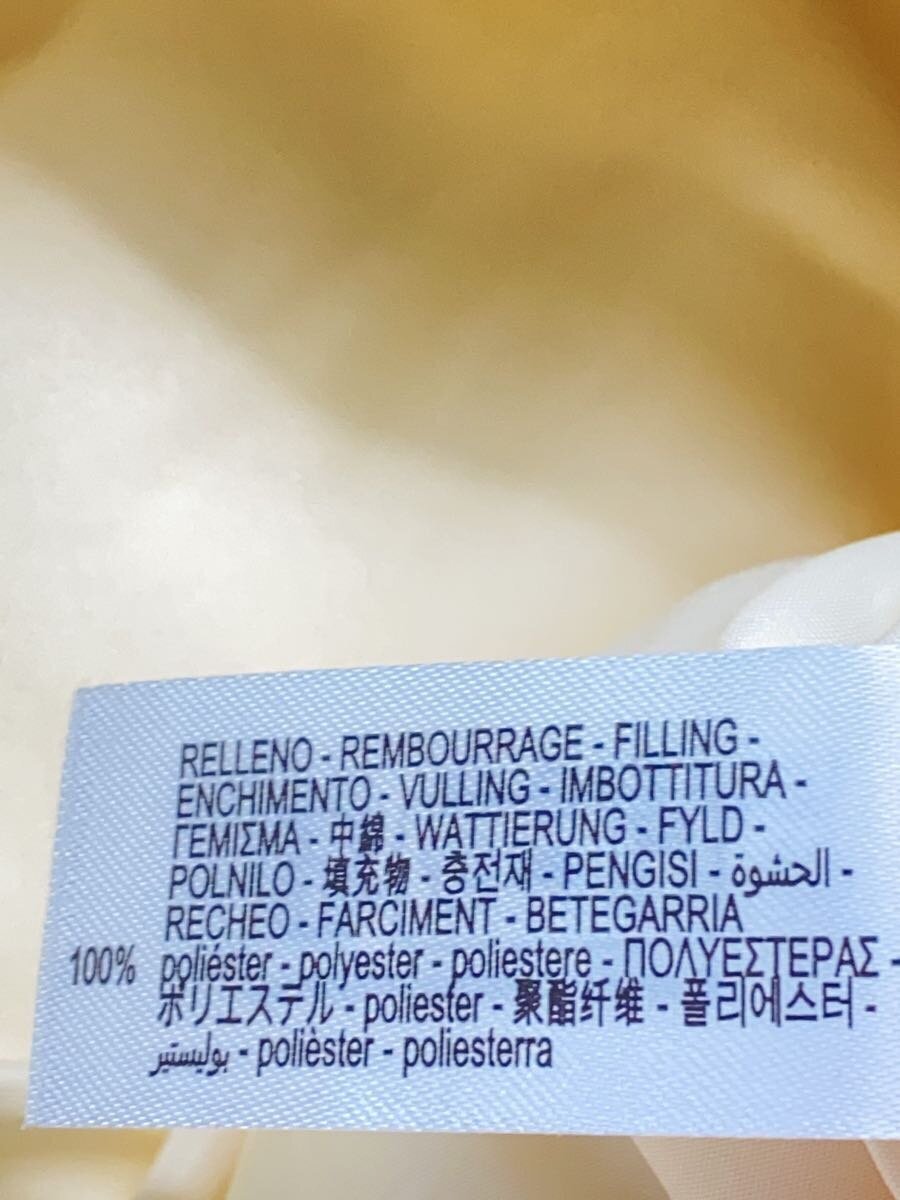 RELLENO - REMBOURRAGE - FILLING -
ENCHIMENTO - VULLING - IMBOTTITURA -
ΓΕΜΙΣΜΑ - 中綿 - WATTIERUNG - FYLD -
POLNILO - 填充物 - 충전재 - PENGISI - الحشوة -
RECHEO - FARCIMENT - BETEGARRIA
100% poliéster - polyester - poliestere - ΠΟΛΥΕΣΤΕΡΑΣ -
ポリエステル - poliester - 聚酯纤维 - 폴리에스터 -
بوليستير - polièster - poliesterra